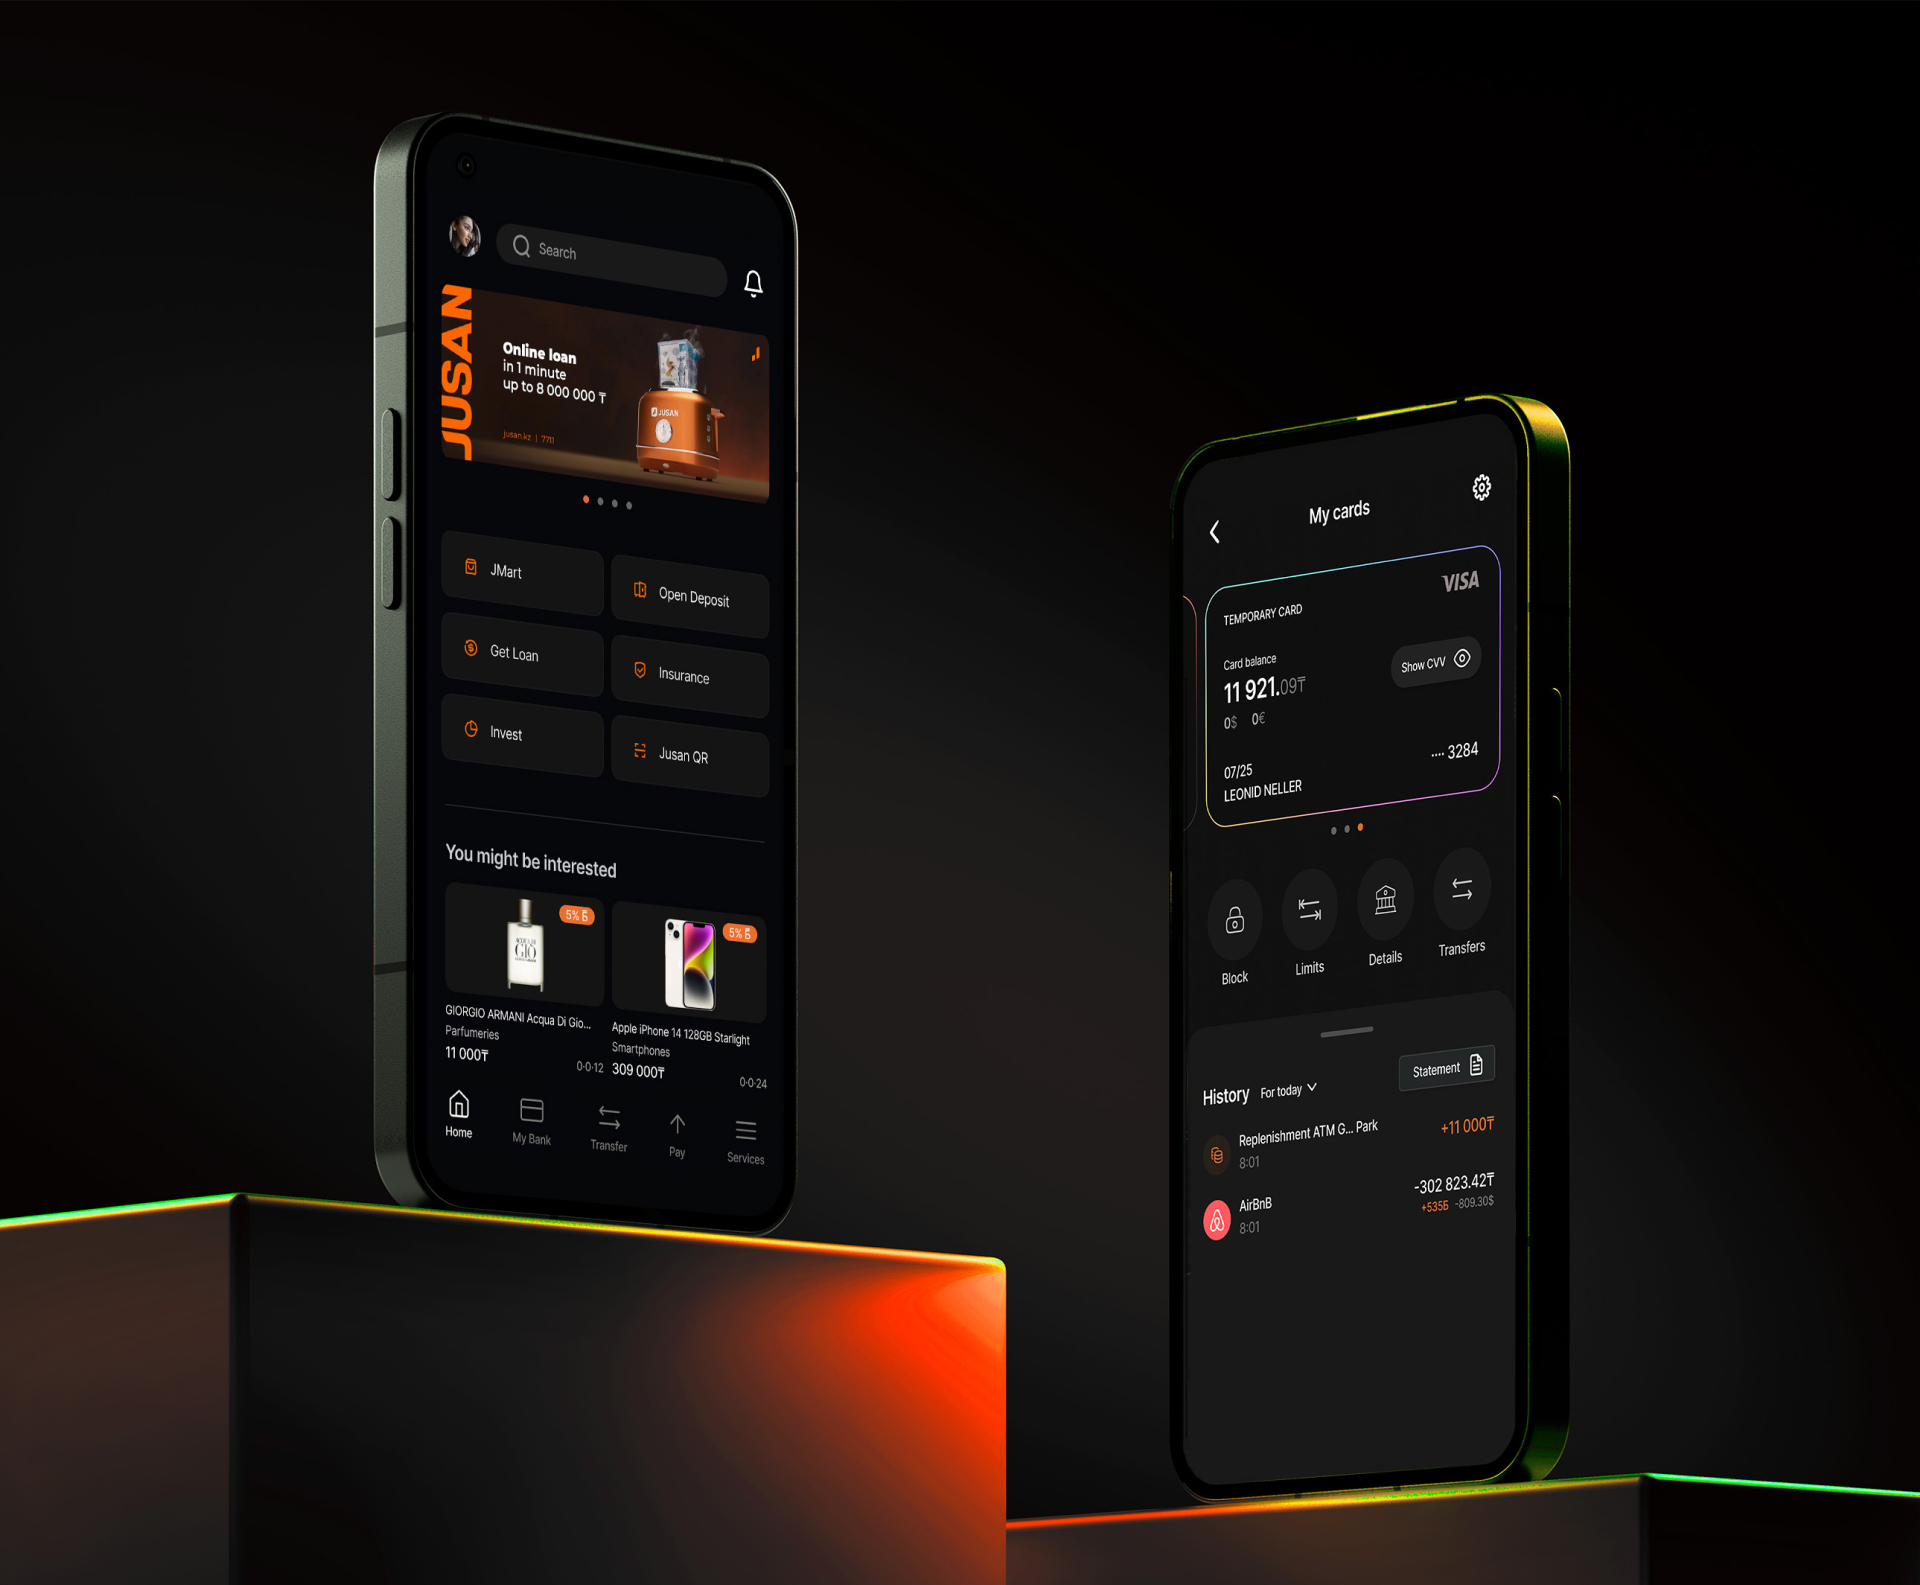 Search
JUSAN
Online loan
in 1 minute
up to 8 000 000 ₸
jusan.kz | 7711
JUSAN
JMart
Open Deposit
Get Loan
Insurance
Invest
Jusan QR
You might be interested
5% Б
5% Б
ACQUA DI
GIÒ
GIORGIO ARMANI Acqua Di Gio...
Parfumeries
11 000₸
0-0-12
Apple iPhone 14 128GB Starlight
Smartphones
309 000₸
0-0-24
Home
My Bank
Transfer
Pay
Services
My cards
VISA
TEMPORARY CARD
Card balance
11 921.09₸
0$ 0€
Show CVV
.... 3284
07/25
LEONID NELLER
Block
Limits
Details
Transfers
History
For today
Statement
Replenishment ATM G... Park
8:01
+11 000₸
AirBnB
8:01
-302 823.42₸
+535Б -809.30$